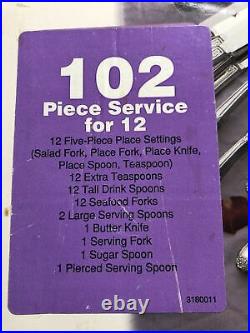 102
Piece Service
for 12
12 Five-Piece Place Settings
(Salad Fork, Place Fork, Place Knife,
Place Spoon, Teaspoon)
12 Extra Teaspoons
12 Tall Drink Spoons
12 Seafood Forks
2 Large Serving Spoons
1 Butter Knife
1 Serving Fork
1 Sugar Spoon
1 Pierced Serving Spoon
3180011